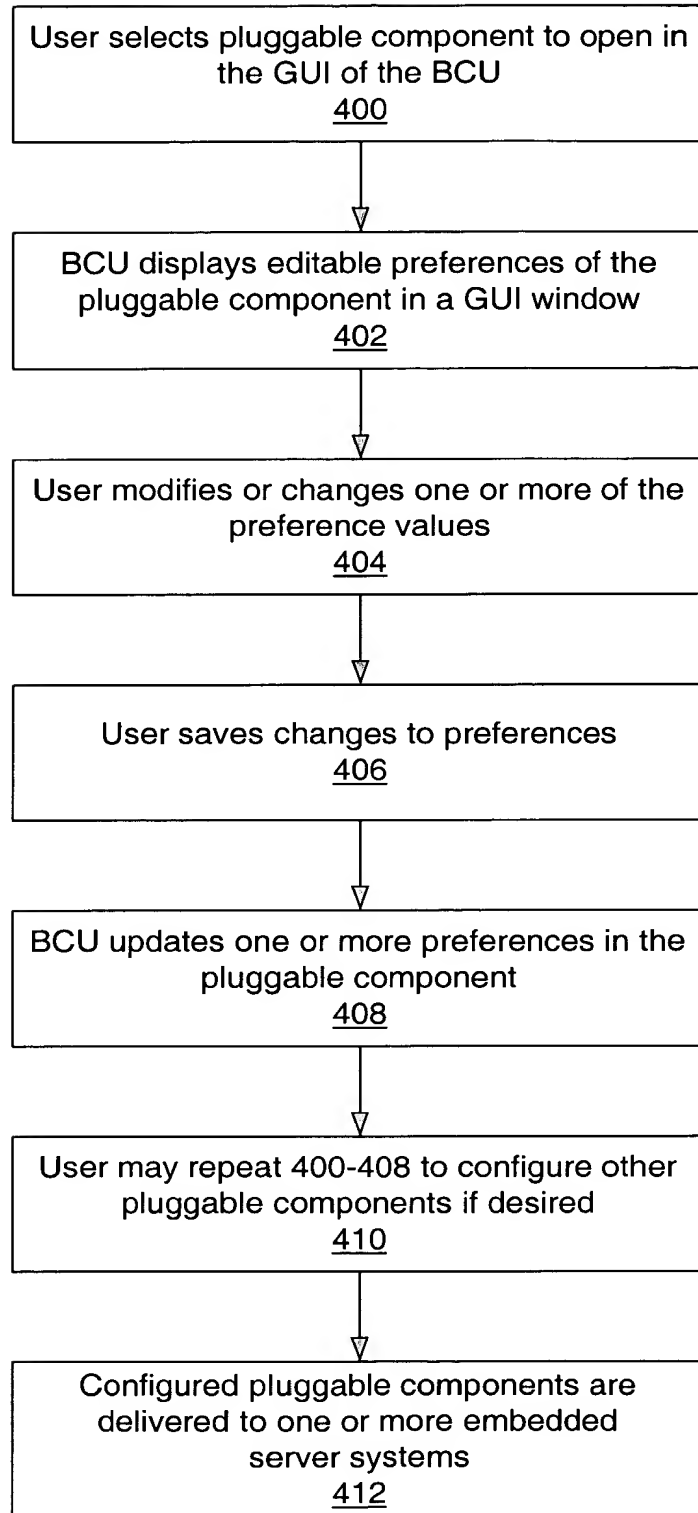 User selects pluggable component to open in
the GUI of the BCU
400
BCU displays editable preferences of the
pluggable component in a GUI window
402
User modifies or changes one or more of the
preference values
404
User saves changes to preferences
406
BCU updates one or more preferences in the
pluggable component
408
User may repeat 400-408 to configure other
pluggable components if desired
410
Configured pluggable components are
delivered to one or more embedded
server systems
412